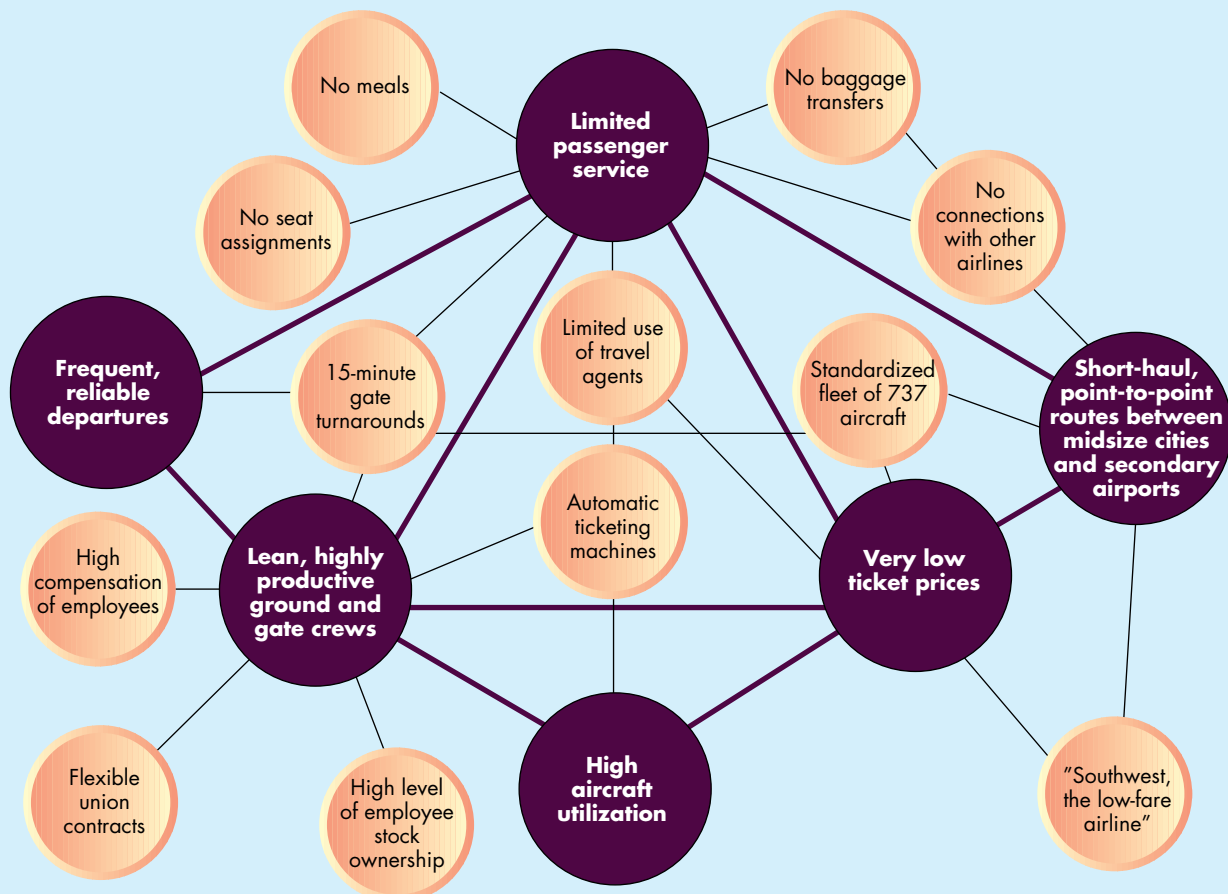 No meals
Limited
passenger
service
No baggage
transfers
No seat
assignments
No
connections
with other
airlines
Frequent,
reliable
departures
15-minute
gate
turnarounds
Limited use
of travel
agents
Standardized
fleet of 737
aircraft
Short-haul,
point-to-point
routes between
midsize cities
and secondary
airports
High
compensation
of employees
Lean, highly
productive
ground and
gate crews
Automatic
ticketing
machines
Very low
ticket prices
Flexible
union
contracts
High level
of employee
stock
ownership
High
aircraft
utilization
"Southwest,
the low-fare
airline"